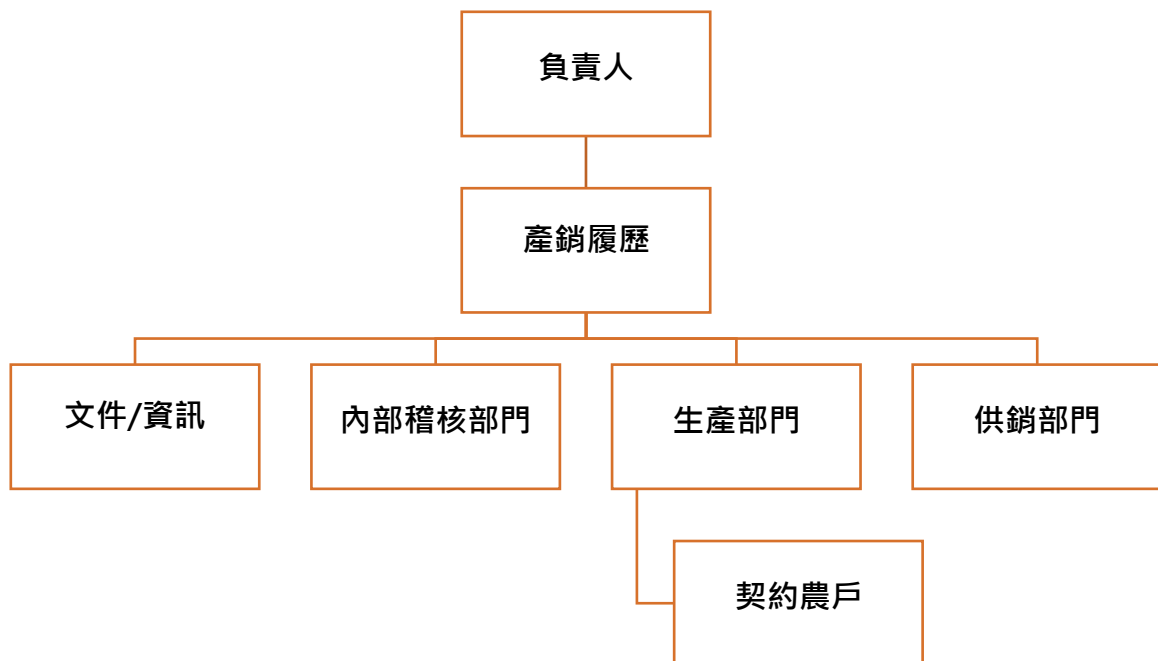 負責人
產銷履歷
文件/資訊
內部稽核部門
生產部門
供銷部門
契約農戶